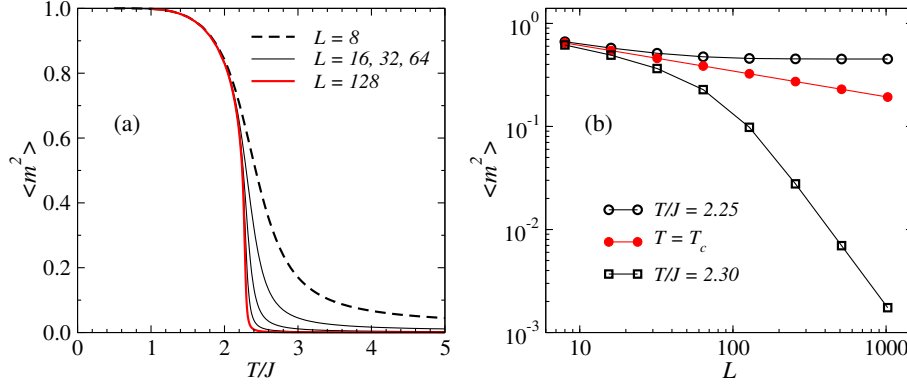 1.0
0.8
0.6
0.4
0.2
0.0
<m²>
(a)
L = 8
L = 16, 32, 64
L = 128
0 1 2 3 4 5
T/J
10⁰
10⁻¹
10⁻²
10⁻³
<m²>
(b)
T/J = 2.25
T = T_c
T/J = 2.30
10 100 1000
L